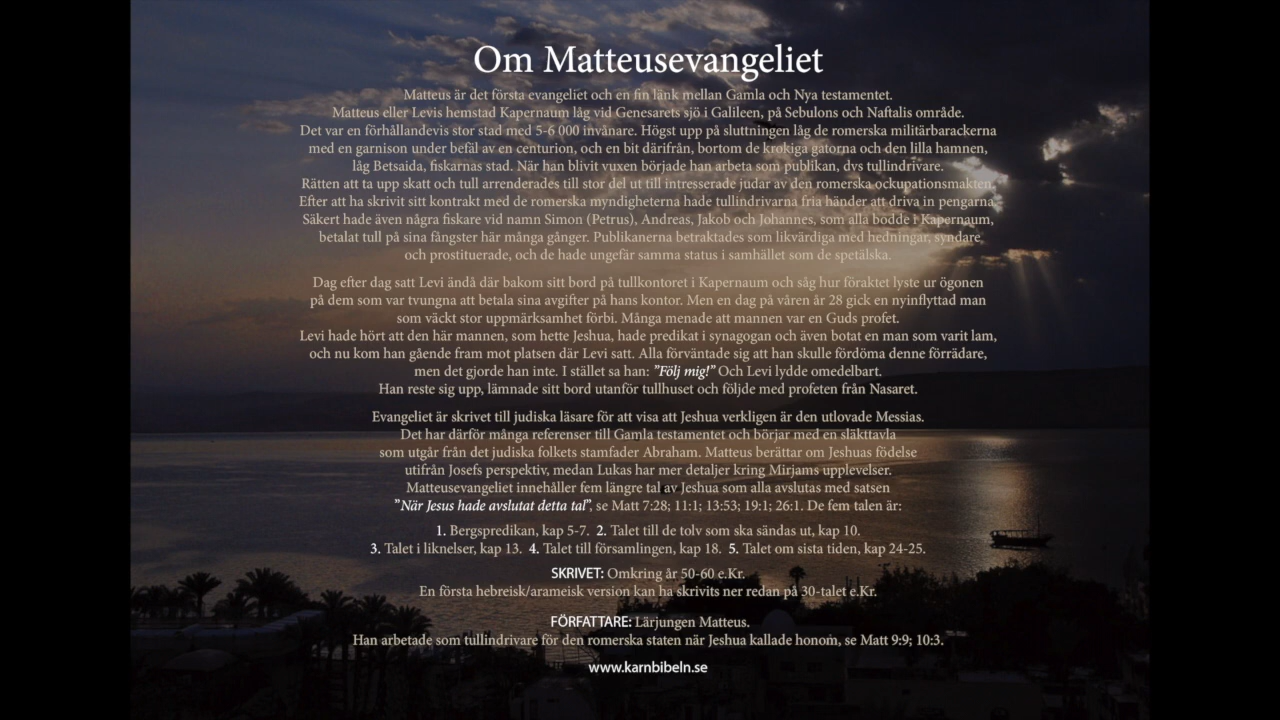 Om Matteusevangeliet
Matteus är det första evangeliet och en fin länk mellan Gamla och Nya testamentet.
Matteus eller Levis hemstad Kapernaum låg vid Genesarets sjö i Galileen, på Sebulons och Naftalis område.
Det var en förhållandevis stor stad med 5-6 000 invånare. Högst upp på sluttningen låg de romerska militärbarackerna
med en garnison under befäl av en centurion, och en bit därifrån, bortom de krokiga gatorna och den lilla hamnen,
låg Betsaida, fiskarnas stad. När han blivit vuxen började han arbeta som publikan, dvs tullindrivare.
Rätten att ta upp skatt och tull arrenderades till stor del ut till intresserade judar av den romerska ockupationsmakten.
Efter att ha skrivit sitt kontrakt med de romerska myndigheterna hade tullindrivarna fria händer att driva in pengarna.
Säkert hade även några fiskare vid namn Simon (Petrus), Andreas, Jakob och Johannes, som alla bodde i Kapernaum,
betalat tull på sina fångster här många gånger. Publikanerna betraktades som likvärdiga med hedningar, syndare,
och prostituerade, och de hade ungefär samma status i samhället som de spetälska.
Dag efter dag satt Levi ändå där bakom sitt bord på tullkontoret i Kapernaum och såg hur föraktet lyste ur ögonen
på dem som var tvungna att betala sina avgifter på hans kontor. Men en dag på våren år 28 gick en nyinflyttad man
som väckt stor uppmärksamhet förbi. Många menade att mannen var en Guds profet.
Levi hade hört att den här mannen, som hette Jeshua, hade predikat i synagogan och även botat en man som varit lam,
och nu kom han gående fram mot platsen där Levi satt. Alla förväntade sig att han skulle fördöma denne förrädare,
men det gjorde han inte. I stället sa han: ”Följ mig!” Och Levi lydde omedelbart.
Han reste sig upp, lämnade sitt bord utanför tullhuset och följde med profeten från Nasaret.
Evangeliet är skrivet till judiska läsare för att visa att Jeshua verkligen är den utlovade Messias.
Det har därför många referenser till Gamla testamentet och börjar med en släkttavla
som utgår från det judiska folkets stamfader Abraham. Matteus berättar om Jeshuas födelse
utifrån Josefs perspektiv, medan Lukas har mer detaljer kring Mirjams upplevelser.
Matteusevangeliet innehåller fem längre tal av Jeshua som alla avslutas med satsen
”När Jesus hade avslutat detta tal”, se Matt 7:28; 11:1; 13:53; 19:1; 26:1. De fem talen är:
1. Bergspredikan, kap 5-7. 2. Talet till de tolv som ska sändas ut, kap 10.
3. Talet i liknelser, kap 13. 4. Talet till församlingen, kap 18. 5. Talet om sista tiden, kap 24-25.
SKRIVET: Omkring år 50-60 e.Kr.
En första hebreisk/arameisk version kan ha skrivits ner redan på 30-talet e.Kr.
FÖRFATTARE: Lärjungen Matteus.
Han arbetade som tullindrivare för den romerska staten när Jeshua kallade honom, se Matt 9:9; 10:3.
www.karnbibeln.se